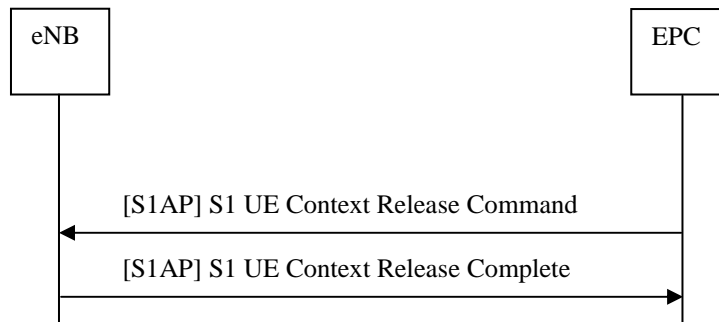 eNB
EPC
[S1AP] S1 UE Context Release Command
[S1AP] S1 UE Context Release Complete